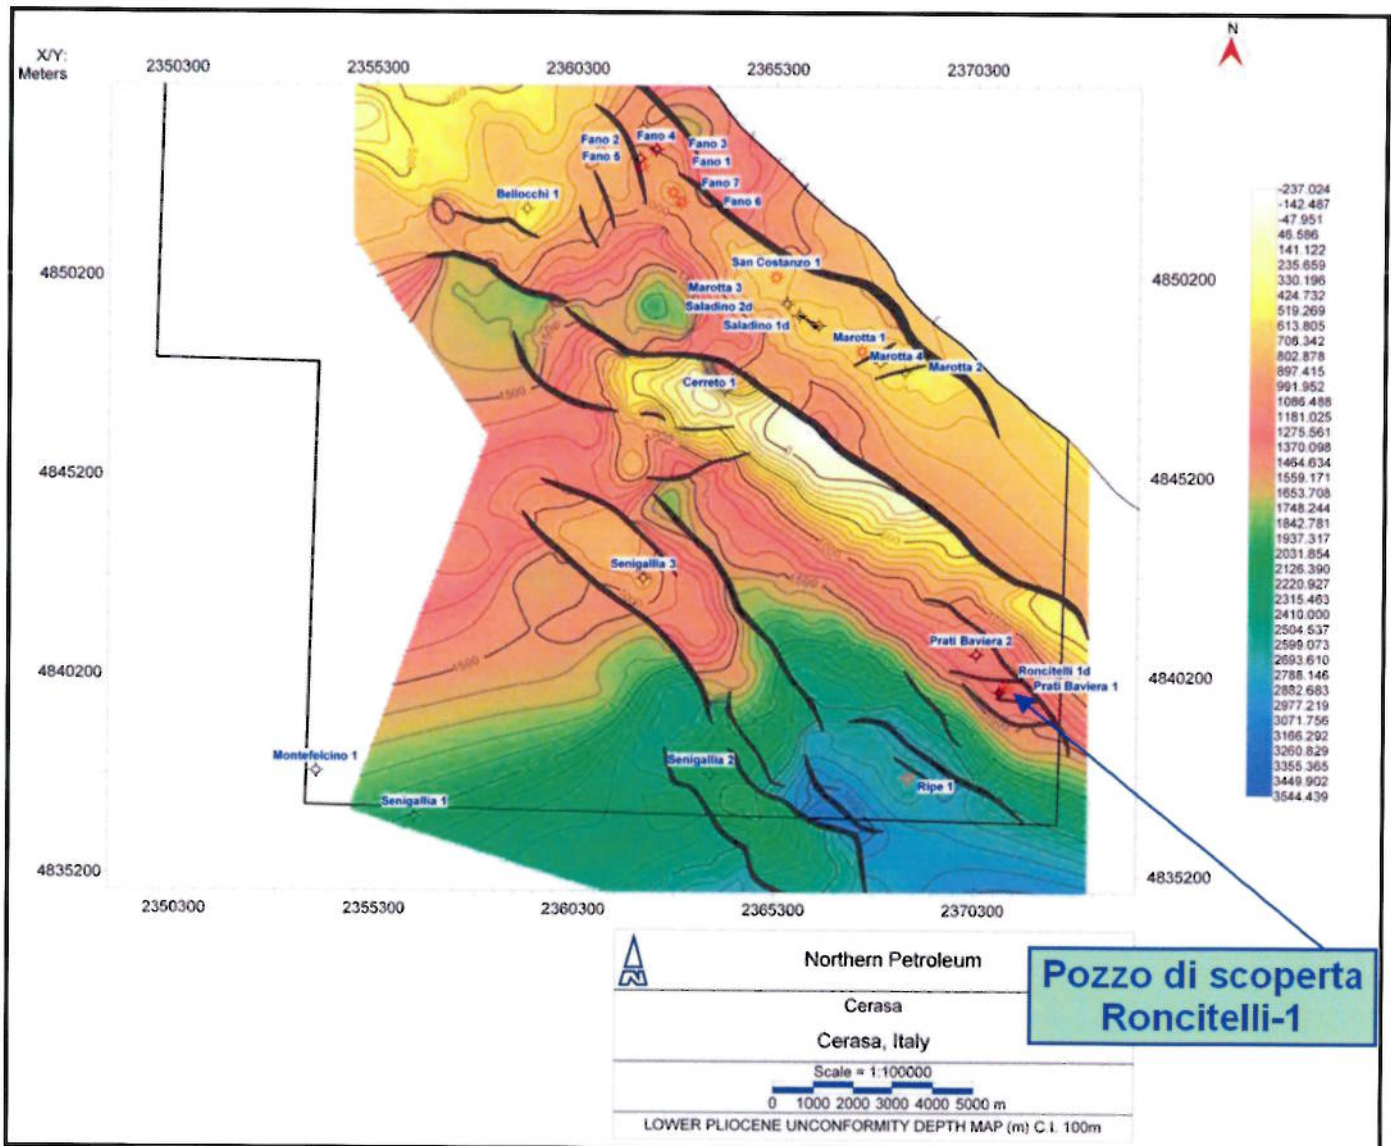 N
X/Y:
Meters
2350300 2355300 2360300 2365300 2370300
Fano 2 Fano 4 Fano 3
Fano 5 Fano 1
Fano 7
Bellocchi 1
Fano 6
San Costanzo 1
4850200 4850200
Marotta 3
Saladino 2d
Saladino 1d
Marotta 1
Marotta 4
Marotta 2
Cerreto 1
4845200 4845200
Senigallia 3
Prati Baviera 2
Roncitelli 1d
4840200 4840200
Prati Baviera 1
Montefelcino 1
Senigallia 2
Ripe 1
Senigallia 1
4835200 4835200
2350300 2355300 2360300 2365300 2370300
500
500
1500
1500
1500
1500
0
-237.024
-142.487
-47.951
46.586
141.122
235.659
330.196
424.732
519.269
613.805
708.342
802.878
897.415
991.952
1086.488
1181.025
1275.561
1370.098
1464.634
1559.171
1653.708
1748.244
1842.781
1937.317
2031.854
2126.390
2220.927
2315.463
2410.000
2504.537
2599.073
2693.610
2788.146
2882.683
2977.219
3071.756
3166.292
3260.829
3355.365
3449.902
3544.439
Pozzo di scoperta
Roncitelli-1
N
Northern Petroleum
Cerasa
Cerasa, Italy
Scale = 1:100000
0 1000 2000 3000 4000 5000 m
LOWER PLIOCENE UNCONFORMITY DEPTH MAP (m) C.I. 100m